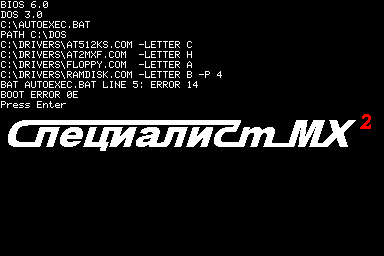 BIOS 6.0
DOS 3.0
C:\AUTOEXEC.BAT
PATH C:\DOS
C:\DRIVERS\AT512KS.COM -LETTER C
C:\DRIVERS\AT2MXF.COM  -LETTER H
C:\DRIVERS\FLOPPY.COM  -LETTER A
C:\DRIVERS\RAMDISK.COM -LETTER B -P 4
BAT AUTOEXEC.BAT LINE 5: ERROR 14
BOOT ERROR 0E
Press Enter
Специалист MX 2